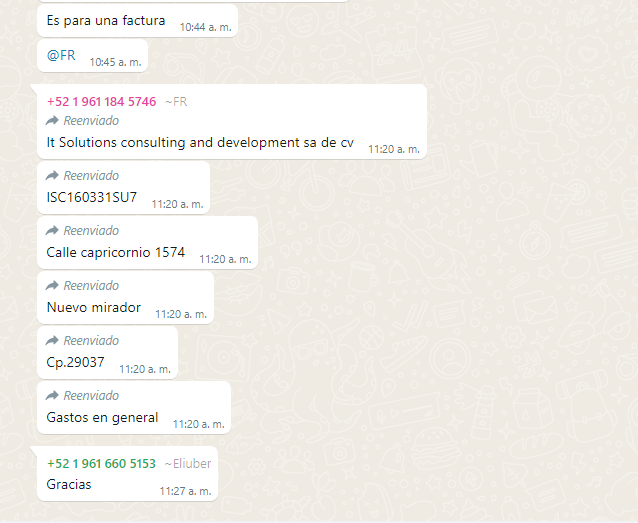 Es para una factura
10:44 a. m.
@FR
10:45 a. m.
+52 1 961 184 5746 ~FR
Reenviado
It Solutions consulting and development sa de cv
11:20 a. m.
Reenviado
ISC160331SU7
11:20 a. m.
Reenviado
Calle capricornio 1574
11:20 a. m.
Reenviado
Nuevo mirador
11:20 a. m.
Reenviado
Cp.29037
11:20 a. m.
Reenviado
Gastos en general
11:20 a. m.
+52 1 961 660 5153 ~Eliuber
Gracias
11:27 a. m.